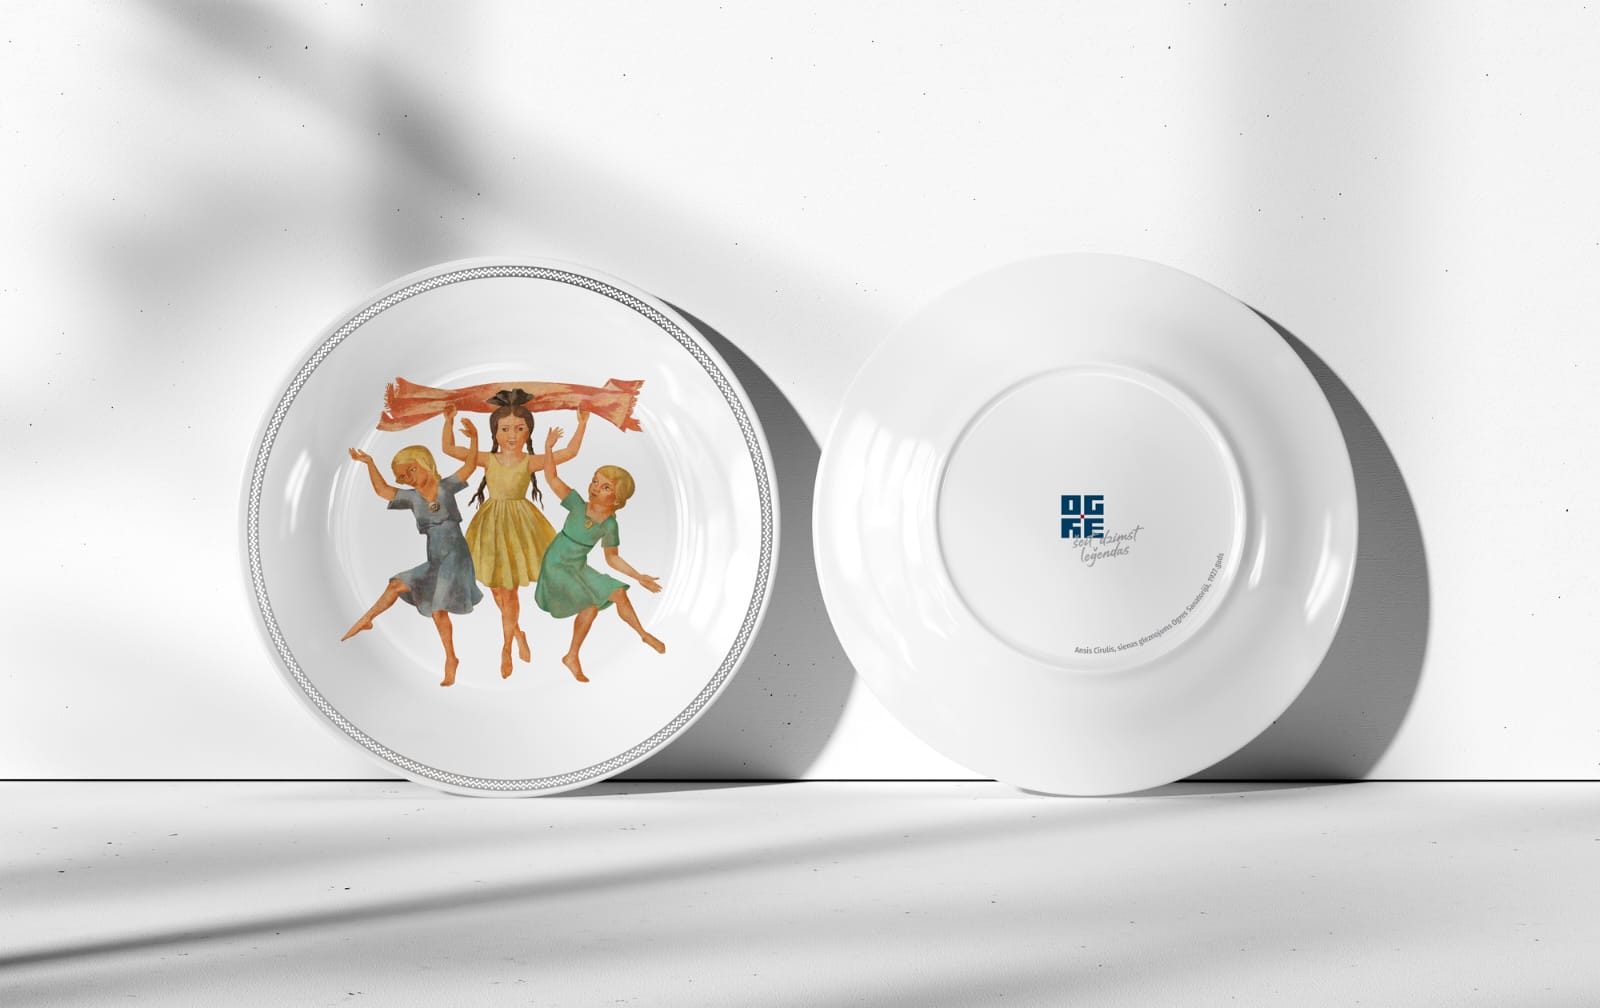 OG
RE
šeit dzimst
leģendas
Ansis Cīrulis, sienas gleznojums Ogres Sanatorijā, 1927.gads